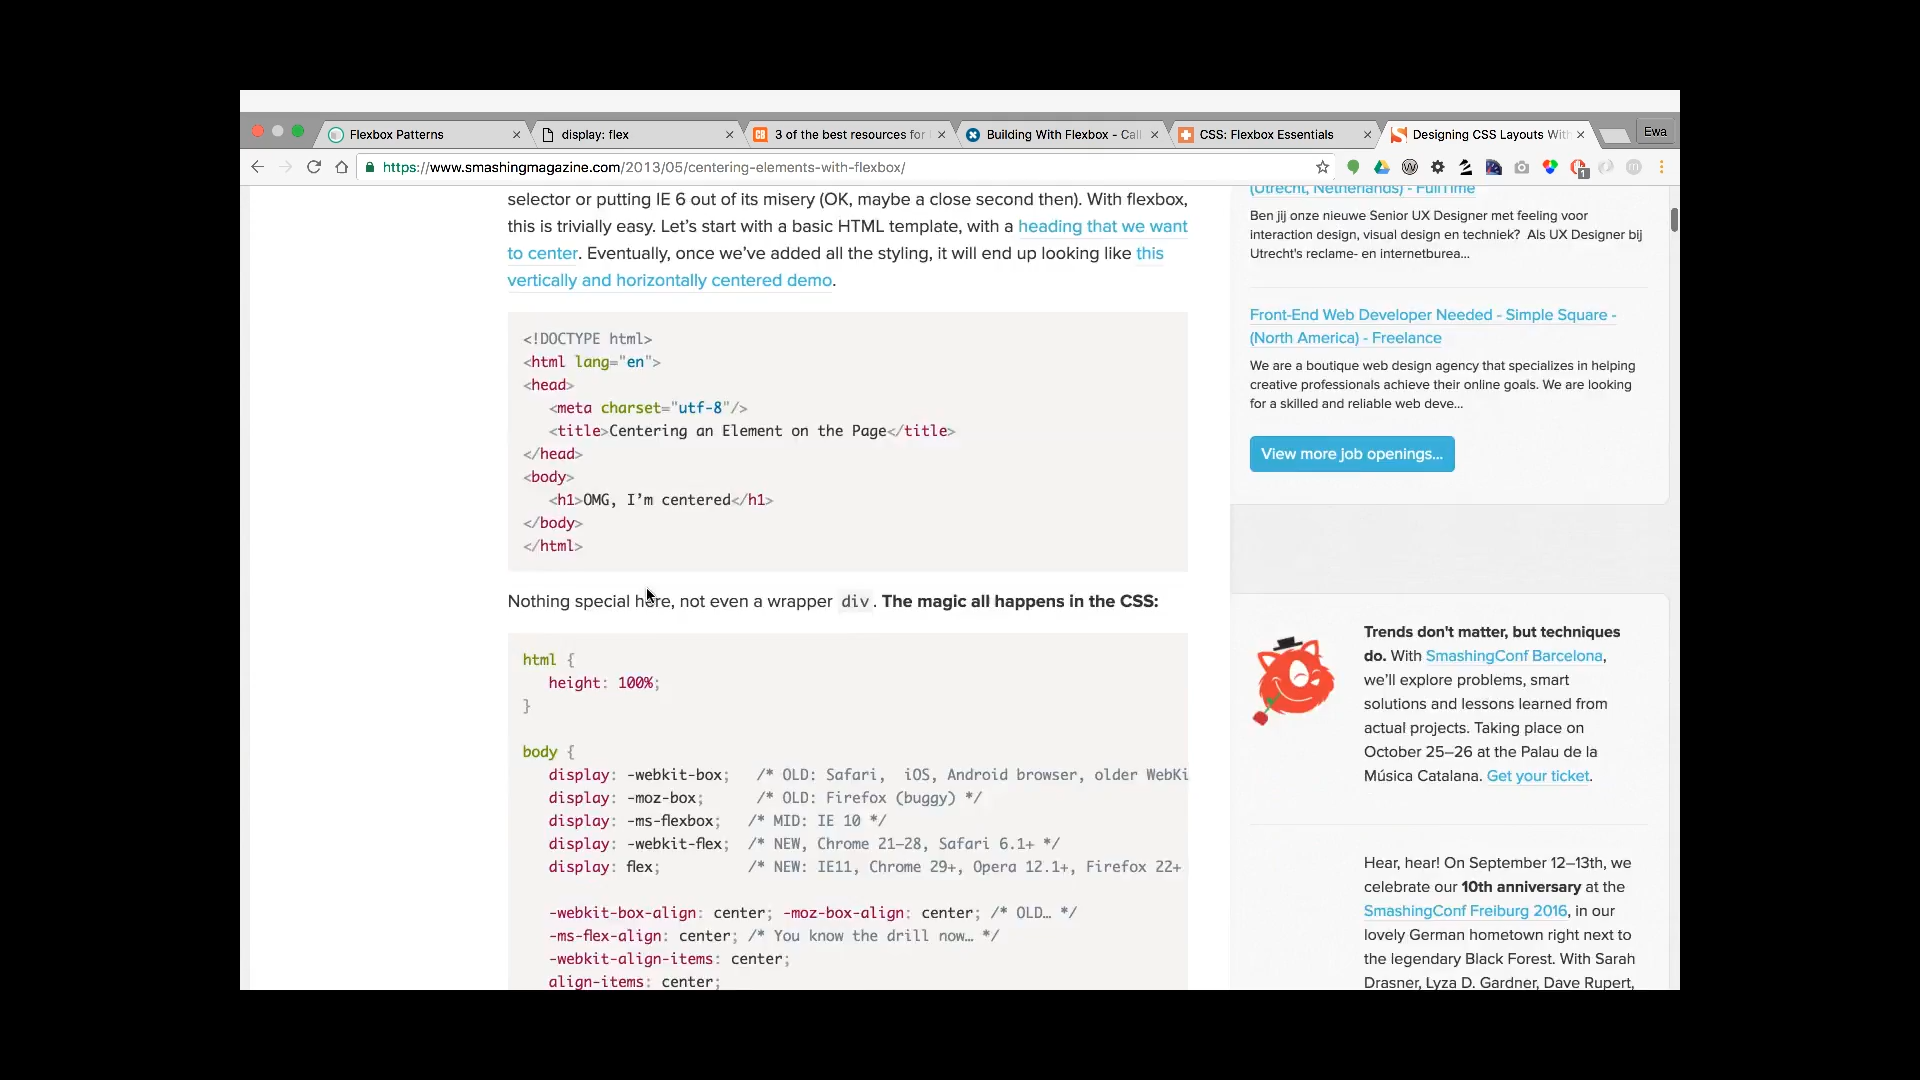 Flexbox Patterns
display: flex
3 of the best resources for
Building With Flexbox - Call
CSS: Flexbox Essentials
Designing CSS Layouts With
Ewa
https://www.smashingmagazine.com/2013/05/centering-elements-with-flexbox/
selector or putting IE 6 out of its misery (OK, maybe a close second then). With flexbox,
this is trivially easy. Let’s start with a basic HTML template, with a heading that we want
to center. Eventually, once we’ve added all the styling, it will end up looking like this
vertically and horizontally centered demo.
<!DOCTYPE html>
<html lang="en">
<head>
<meta charset="utf-8"/>
<title>Centering an Element on the Page</title>
</head>
<body>
<h1>OMG, I’m centered</h1>
</body>
</html>
Nothing special here, not even a wrapper div. The magic all happens in the CSS:
html {
height: 100%;
}
body {
display: -webkit-box; /* OLD: Safari, iOS, Android browser, older WebKi
display: -moz-box; /* OLD: Firefox (buggy) */
display: -ms-flexbox; /* MID: IE 10 */
display: -webkit-flex; /* NEW, Chrome 21–28, Safari 6.1+ */
display: flex; /* NEW: IE11, Chrome 29+, Opera 12.1+, Firefox 22+
-webkit-box-align: center; -moz-box-align: center; /* OLD… */
-ms-flex-align: center; /* You know the drill now… */
-webkit-align-items: center;
align-items: center;
(Utrecht, Netherlands) - FullTime
Ben jij onze nieuwe Senior UX Designer met feeling voor
interaction design, visual design en techniek? Als UX Designer bij
Utrecht's reclame- en internetburea...
Front-End Web Developer Needed - Simple Square -
(North America) - Freelance
We are a boutique web design agency that specializes in helping
creative professionals achieve their online goals. We are looking
for a skilled and reliable web deve...
View more job openings...
Trends don't matter, but techniques
do. With SmashingConf Barcelona,
we’ll explore problems, smart
solutions and lessons learned from
actual projects. Taking place on
October 25–26 at the Palau de la
Música Catalana. Get your ticket.
Hear, hear! On September 12–13th, we
celebrate our 10th anniversary at the
SmashingConf Freiburg 2016, in our
lovely German hometown right next to
the legendary Black Forest. With Sarah
Drasner, Lyza D. Gardner, Dave Rupert,